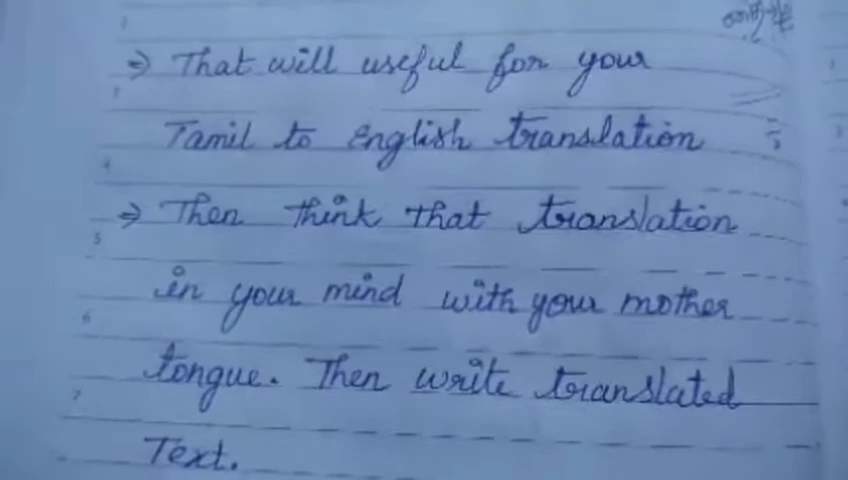 ⇒ That will useful for your
Tamil to English translation
⇒ Then think that translation
in your mind with your mother
tongue. Then write translated
Text.